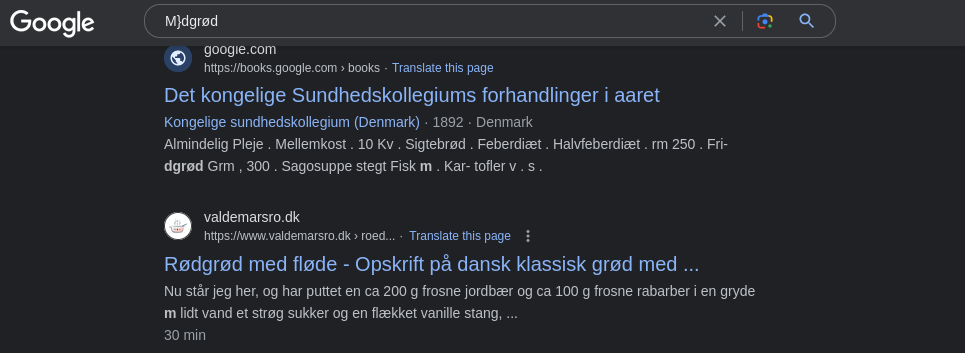 Google
M}dgrød
google.com
https://books.google.com › books · Translate this page
Det kongelige Sundhedskollegiums forhandlinger i aaret
Kongelige sundhedskollegium (Denmark) · 1892 · Denmark
Almindelig Pleje . Mellemkost . 10 Kv . Sigtebrød . Feberdiæt . Halvfeberdiæt . rm 250 . Fri-
dgrød Grm , 300 . Sagosuppe stegt Fisk m . Kar- tofler v . s .
valdemarsro.dk
https://www.valdemarsro.dk › roed... · Translate this page
Rødgrød med fløde - Opskrift på dansk klassisk grød med ...
Nu står jeg her, og har puttet en ca 200 g frosne jordbær og ca 100 g frosne rabarber i en gryde
m lidt vand et strøg sukker og en flækket vanille stang, ...
30 min